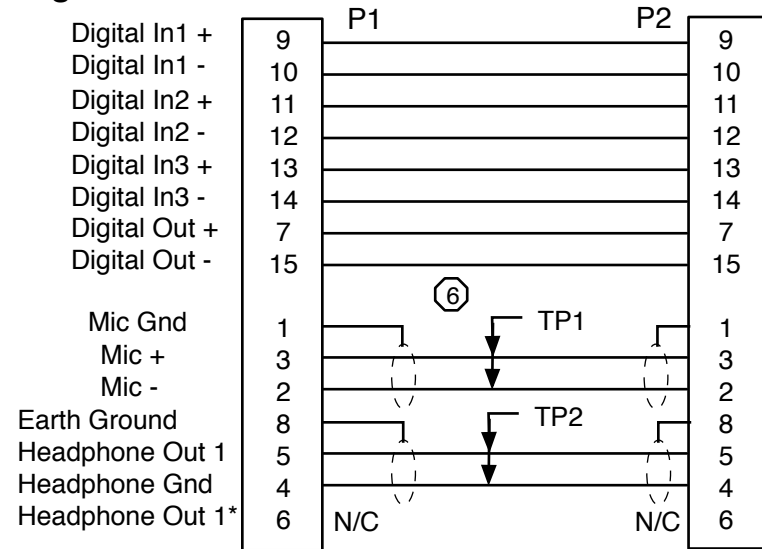 P1 P2
Digital In1 + 9 9
Digital In1 - 10 10
Digital In2 + 11 11
Digital In2 - 12 12
Digital In3 + 13 13
Digital In3 - 14 14
Digital Out + 7 7
Digital Out - 15 15
6
Mic Gnd 1 TP1 1
Mic + 3 3
Mic - 2 2
Earth Ground 8 TP2 8
Headphone Out 1 5 5
Headphone Gnd 4 4
Headphone Out 1* 6 N/C N/C 6